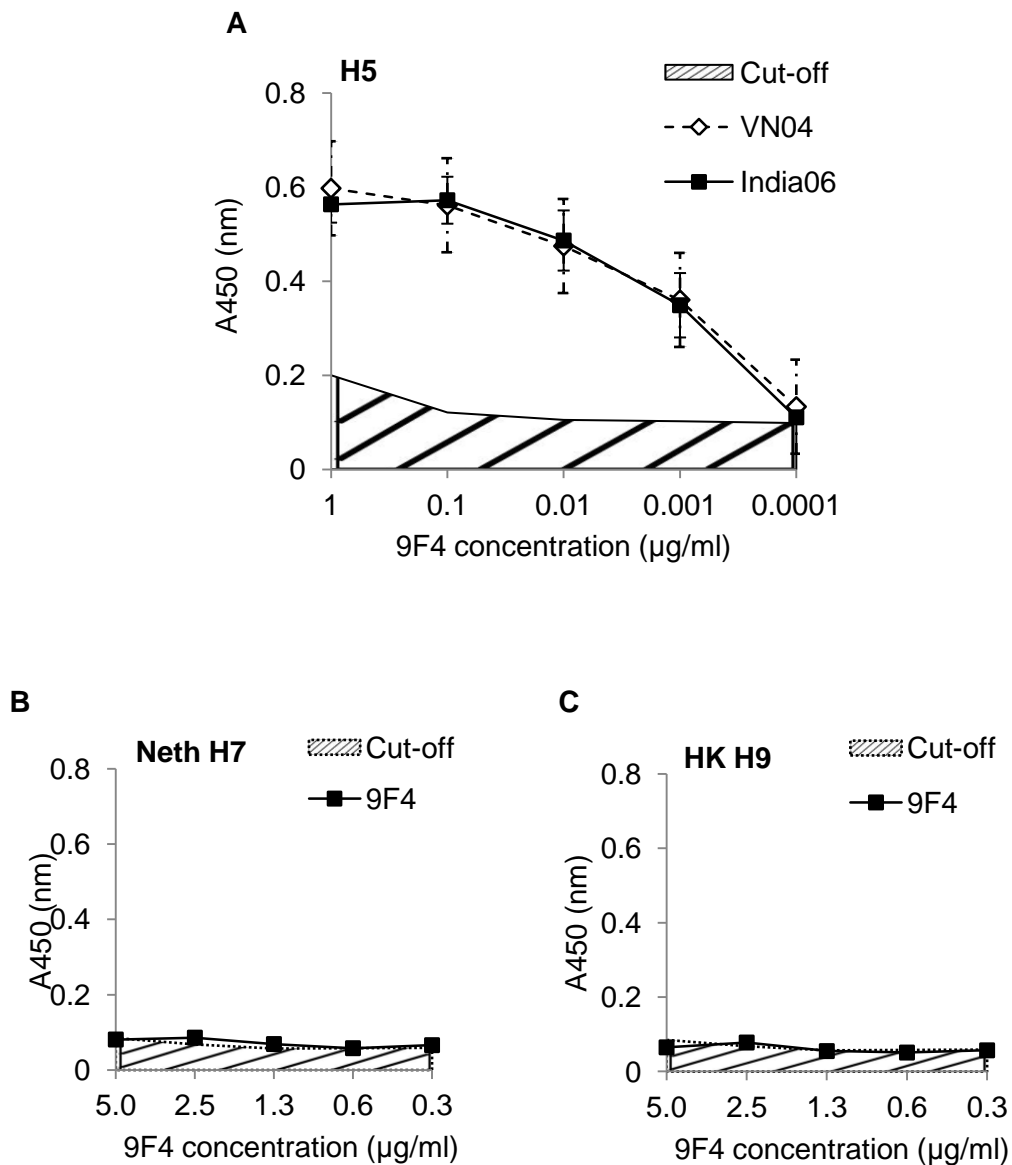 A
H5
Cut-off
VN04
India06
0.8
0.6
0.4
0.2
0
A450 (nm)
1 0.1 0.01 0.001 0.0001
9F4 concentration (µg/ml)
B
Neth H7
Cut-off
9F4
0.8
0.6
0.4
0.2
0
A450 (nm)
5.0 2.5 1.3 0.6 0.3
9F4 concentration (µg/ml)
C
HK H9
Cut-off
9F4
0.8
0.6
0.4
0.2
0
A450 (nm)
5.0 2.5 1.3 0.6 0.3
9F4 concentration (µg/ml)